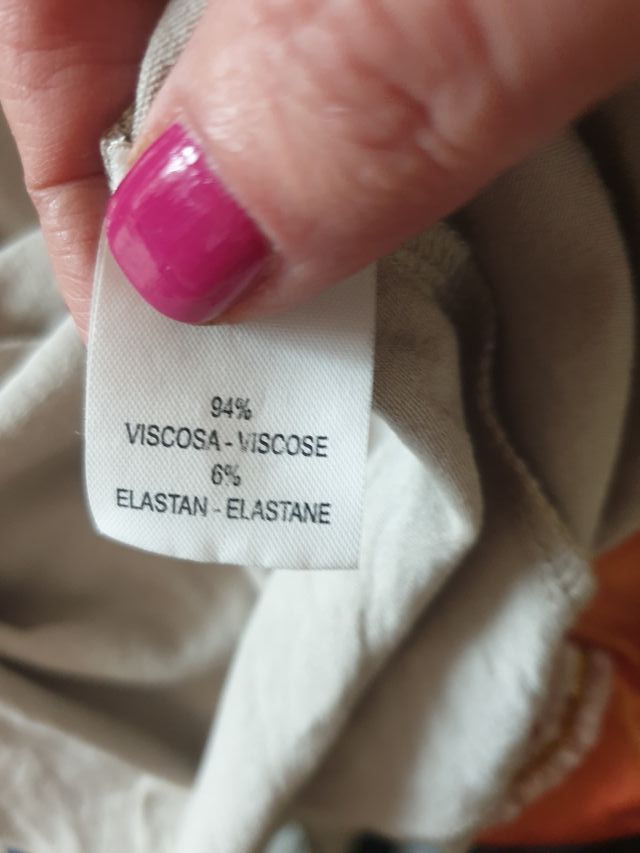 94%
VISCOSA - VISCOSE
6%
ELASTAN - ELASTANE